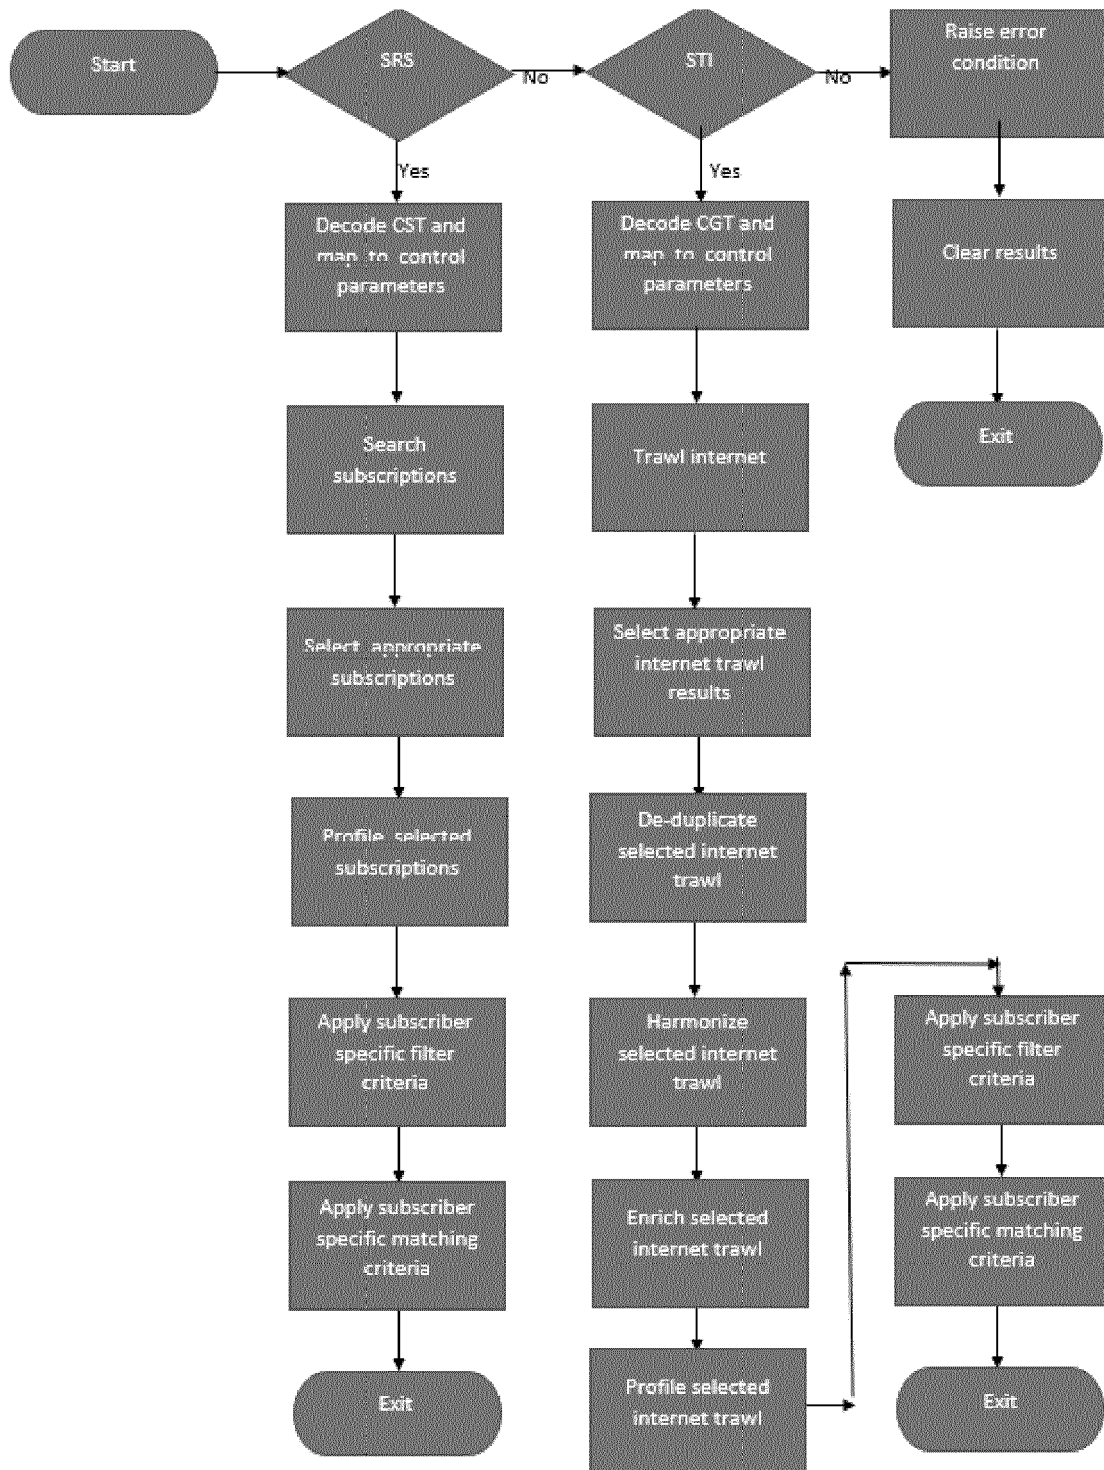 Start
SRS
No
STI
No
Raise error
condition
Yes
Yes
Decode CST and
map to control
parameters
Decode CGT and
map to control
parameters
Clear results
Search
subscriptions
Trawl internet
Exit
Select appropriate
subscriptions
Select appropriate
internet trawl
results
Profile selected
subscriptions
De-duplicate
selected internet
trawl
Apply subscriber
specific filter
criteria
Harmonize
selected internet
trawl
Apply subscriber
specific filter
criteria
Apply subscriber
specific matching
criteria
Enrich selected
internet trawl
Apply subscriber
specific matching
criteria
Exit
Profile selected
internet trawl
Exit